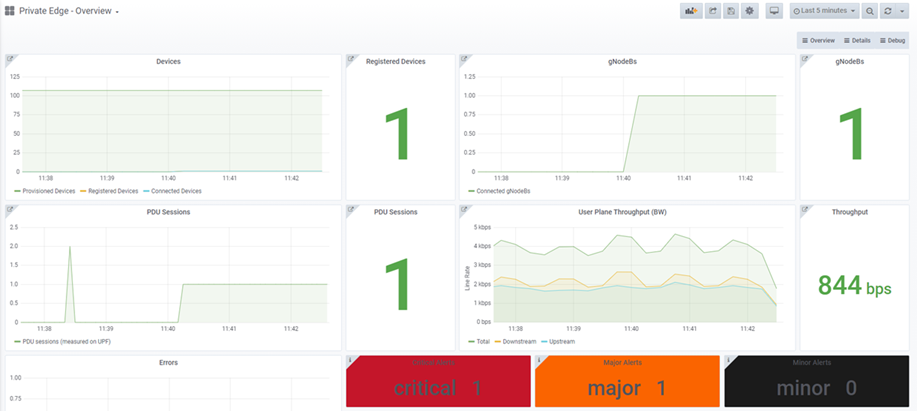 Private Edge - Overview
Last 5 minutes
Overview Details Debug
Devices
125
100
75
50
25
0
11:38 11:39 11:40 11:41 11:42
Provisioned Devices Registered Devices Connected Devices
Registered Devices
1
gNodeBs
1.25
1.00
0.75
0.50
0.25
0
11:38 11:39 11:40 11:41 11:42
Connected gNodeBs
gNodeBs
1
PDU Sessions
2.5
2.0
1.5
1.0
0.5
0
11:38 11:39 11:40 11:41 11:42
PDU sessions (measured on UPF)
PDU Sessions
1
User Plane Throughput (BW)
Line Rate
5 kbps
4 kbps
3 kbps
2 kbps
1 kbps
0 bps
11:38 11:39 11:40 11:41 11:42
Total Downstream Upstream
Throughput
844 bps
Errors
1.00
0.75
critical 1
Major Alerts
major 1
Minor Alerts
minor 0